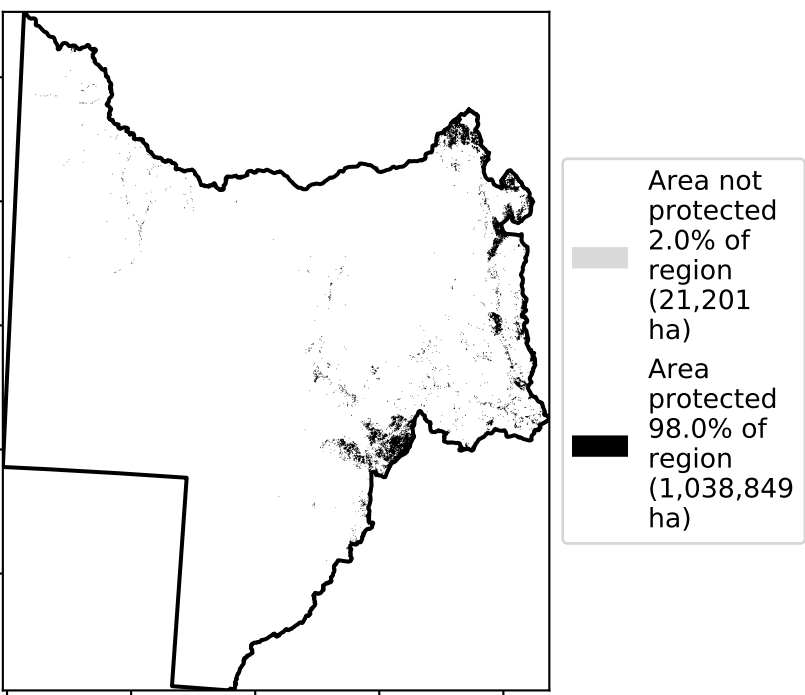 Area not
protected
2.0% of
region
(21,201
ha)
Area
protected
98.0% of
region
(1,038,849
ha)